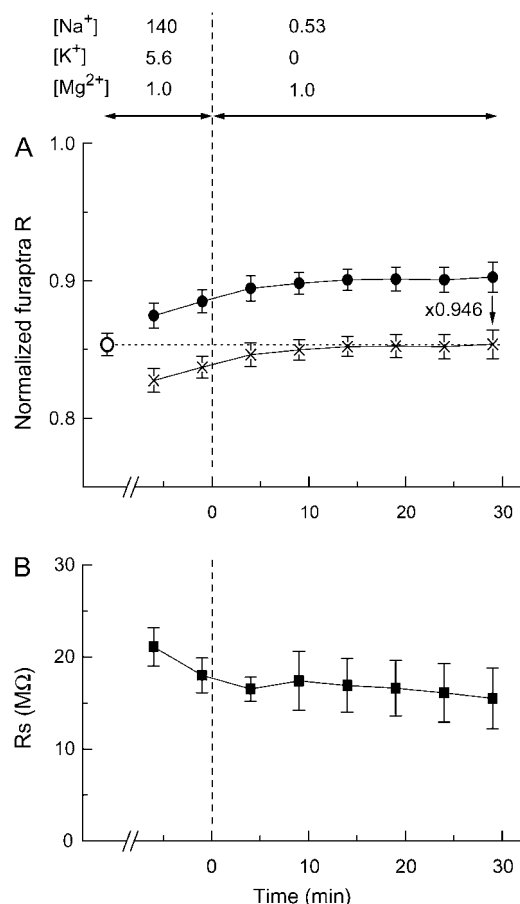 [Na+] 140 0.53
[K+] 5.6 0
[Mg2+] 1.0 1.0
A
1.0
0.9
0.8
Normalized furaptra R
x0.946
0 10 20 30
B
30
20
10
0
Rs (MΩ)
0 10 20 30
Time (min)